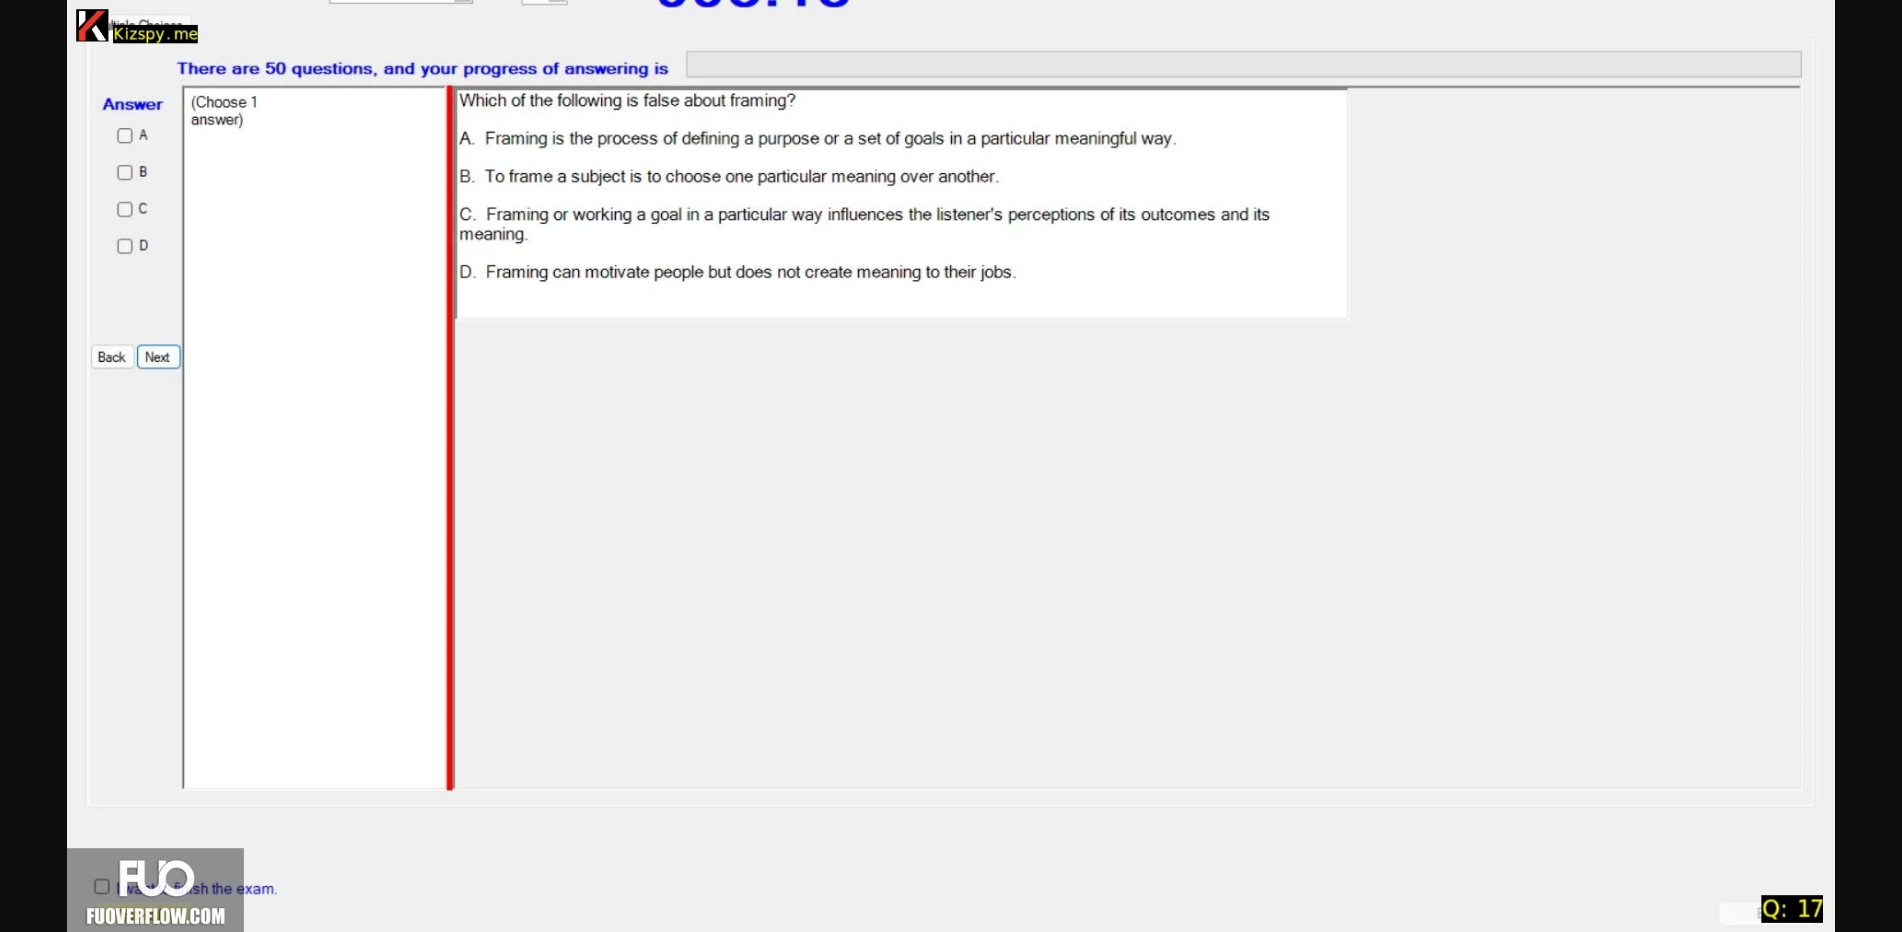 Kizspy.me
There are 50 questions, and your progress of answering is
Answer
(Choose 1
answer)
A
B
C
D
Back
Next
Which of the following is false about framing?
A. Framing is the process of defining a purpose or a set of goals in a particular meaningful way.
B. To frame a subject is to choose one particular meaning over another.
C. Framing or working a goal in a particular way influences the listener's perceptions of its outcomes and its
meaning.
D. Framing can motivate people but does not create meaning to their jobs.
FUO
the exam.
FUOVERFLOW.COM
Q: 17